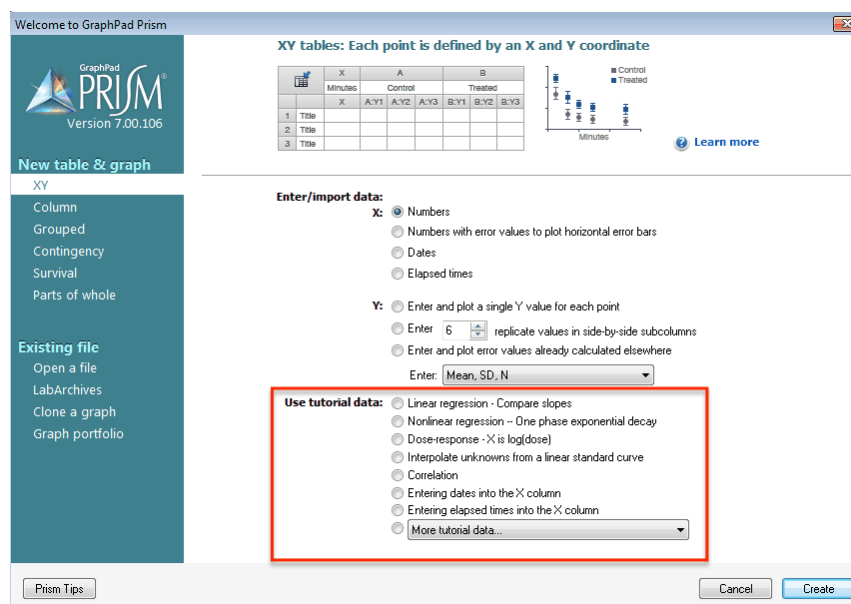 Welcome to GraphPad Prism
GraphPad
PRISM®
Version 7.00.106
New table & graph
XY
Column
Grouped
Contingency
Survival
Parts of whole
Existing file
Open a file
LabArchives
Clone a graph
Graph portfolio
XY tables: Each point is defined by an X and Y coordinate
X A B
Minutes Control Treated
X A:Y1 A:Y2 A:Y3 B:Y1 B:Y2 B:Y3
1 Title
2 Title
3 Title
Control
Treated
Minutes
? Learn more
Enter/import data:
X: Numbers
Numbers with error values to plot horizontal error bars
Dates
Elapsed times
Y: Enter and plot a single Y value for each point
Enter 6 replicate values in side-by-side subcolumns
Enter and plot error values already calculated elsewhere
Enter: Mean, SD, N
Use tutorial data: Linear regression - Compare slopes
Nonlinear regression -- One phase exponential decay
Dose-response - X is log(dose)
Interpolate unknowns from a linear standard curve
Correlation
Entering dates into the X column
Entering elapsed times into the X column
More tutorial data...
Prism Tips
Cancel
Create